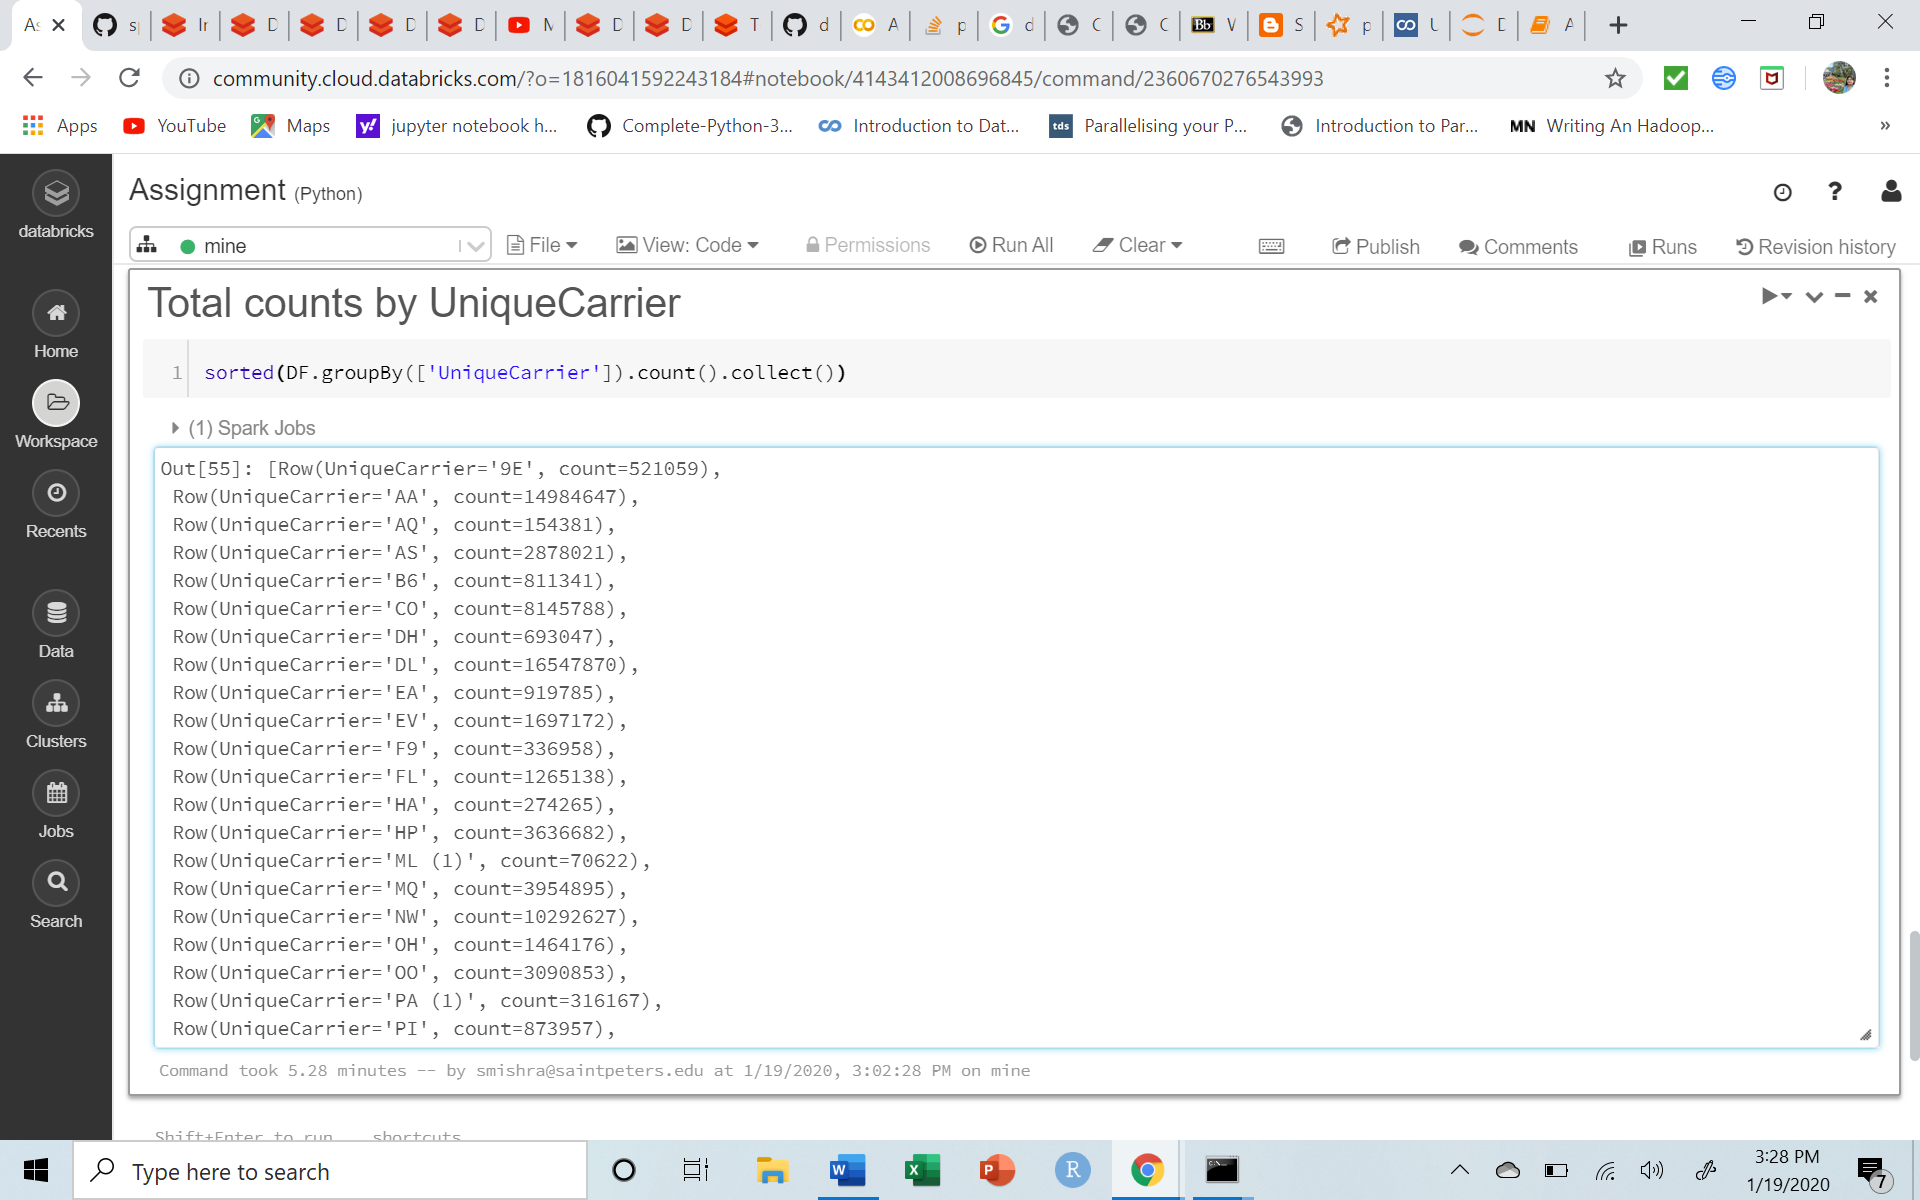 As
s
In
D
D
D
D
M
D
D
T
d
A
p
d
C
C
Bb
V
S
p
U
D
A
community.cloud.databricks.com/?o=1816041592243184#notebook/4143412008696845/command/2360670276543993
Apps
YouTube
Maps
y!
jupyter notebook h...
Complete-Python-3...
Introduction to Dat...
tds
Parallelising your P...
Introduction to Par...
MN
Writing An Hadoop...
»
databricks
Home
Workspace
Recents
Data
Clusters
Jobs
Search
Assignment (Python)
?
mine
File
View: Code
Permissions
Run All
Clear
Publish
Comments
Runs
Revision history
Total counts by UniqueCarrier
1 sorted(DF.groupBy(['UniqueCarrier']).count().collect())
(1) Spark Jobs
Out[55]: [Row(UniqueCarrier='9E', count=521059),
Row(UniqueCarrier='AA', count=14984647),
Row(UniqueCarrier='AQ', count=154381),
Row(UniqueCarrier='AS', count=2878021),
Row(UniqueCarrier='B6', count=811341),
Row(UniqueCarrier='CO', count=8145788),
Row(UniqueCarrier='DH', count=693047),
Row(UniqueCarrier='DL', count=16547870),
Row(UniqueCarrier='EA', count=919785),
Row(UniqueCarrier='EV', count=1697172),
Row(UniqueCarrier='F9', count=336958),
Row(UniqueCarrier='FL', count=1265138),
Row(UniqueCarrier='HA', count=274265),
Row(UniqueCarrier='HP', count=3636682),
Row(UniqueCarrier='ML (1)', count=70622),
Row(UniqueCarrier='MQ', count=3954895),
Row(UniqueCarrier='NW', count=10292627),
Row(UniqueCarrier='OH', count=1464176),
Row(UniqueCarrier='OO', count=3090853),
Row(UniqueCarrier='PA (1)', count=316167),
Row(UniqueCarrier='PI', count=873957),
Command took 5.28 minutes -- by smishra@saintpeters.edu at 1/19/2020, 3:02:28 PM on mine
Shift+Enter to run shortcuts
Type here to search
W
X
P
R
3:28 PM
1/19/2020
7